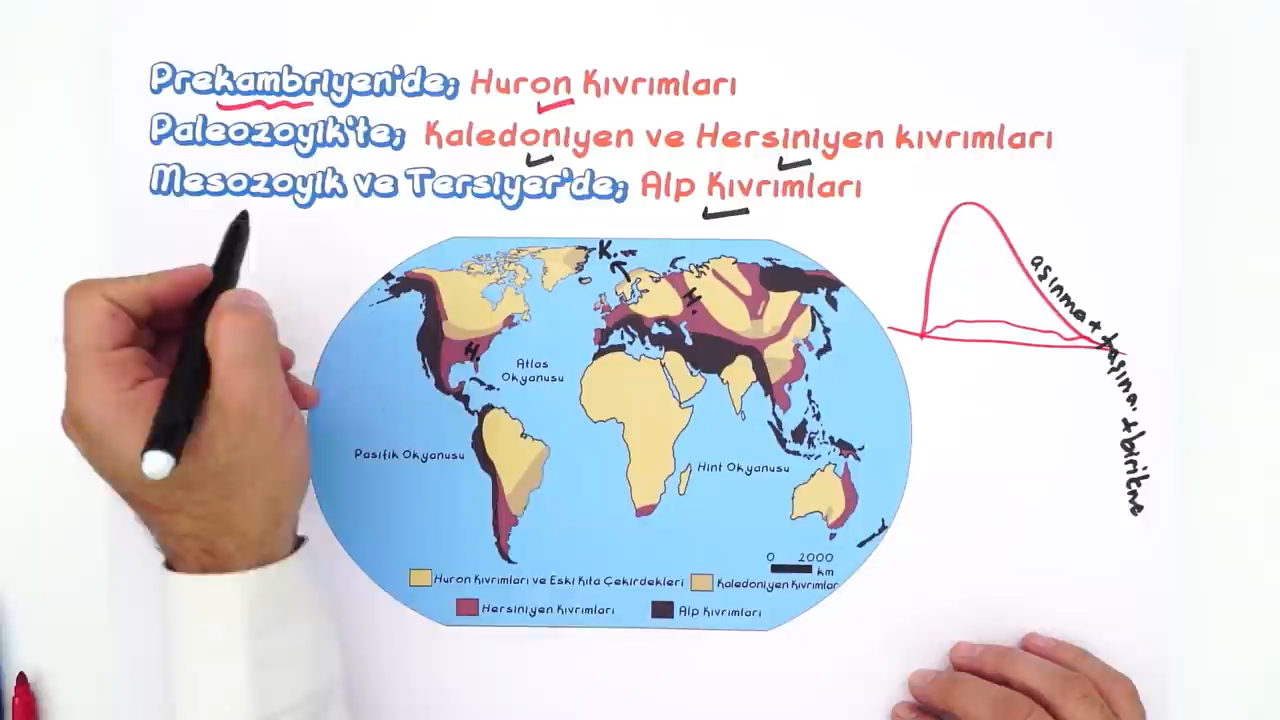 Prekambriyen'de; Huron Kıvrımları
Paleozoyik'te; Kaledoniyen ve Hersiniyen kıvrımları
Mesozoyik ve Tersiyer'de; Alp Kıvrımları
K.
H.
H.
aşınma + taşınma + birikme
Atlas
Okyanusu
Pasifik Okyanusu
Hint Okyanusu
0 2000
km
Huron Kıvrımları ve Eski Kıta Çekirdekleri
Kaledoniyen Kıvrımlar
Hersiniyen Kıvrımları
Alp Kıvrımları